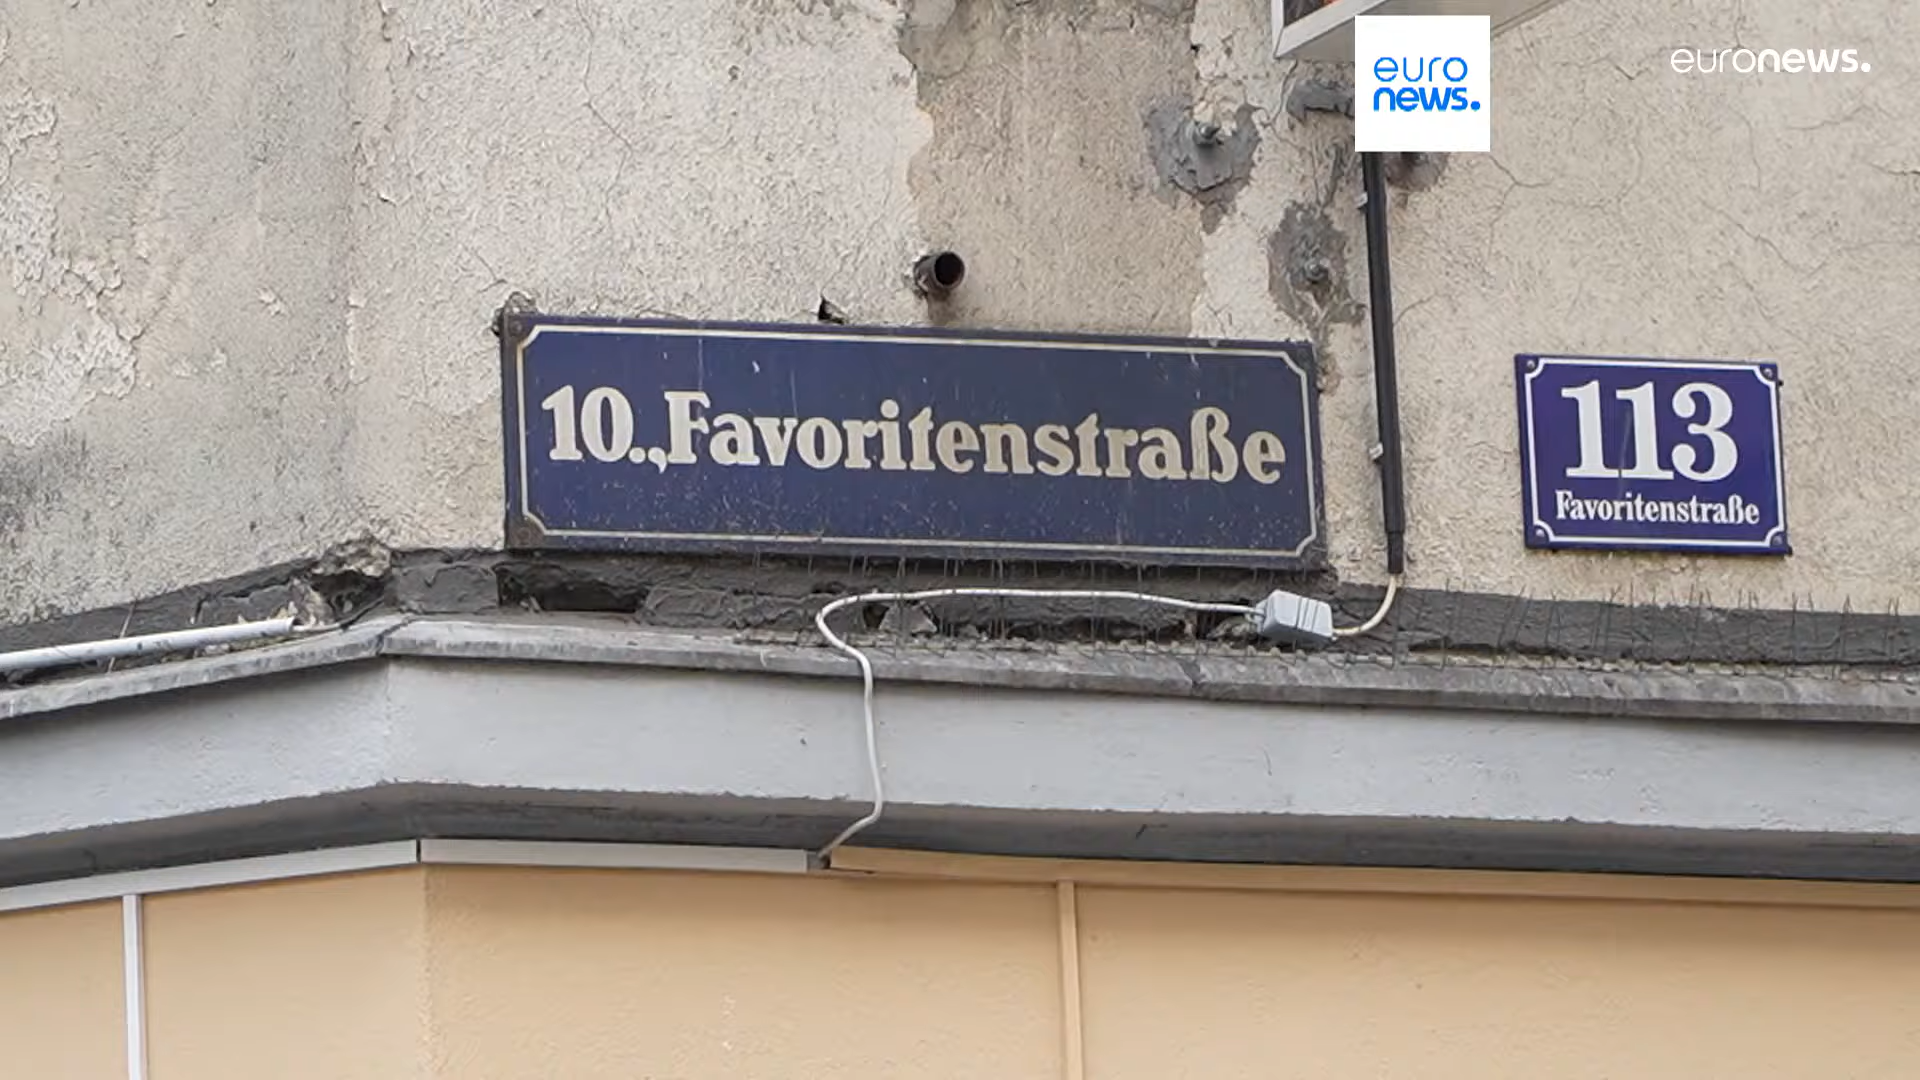 euro
news.
euronews.
10.,Favoritenstraße
113
Favoritenstraße